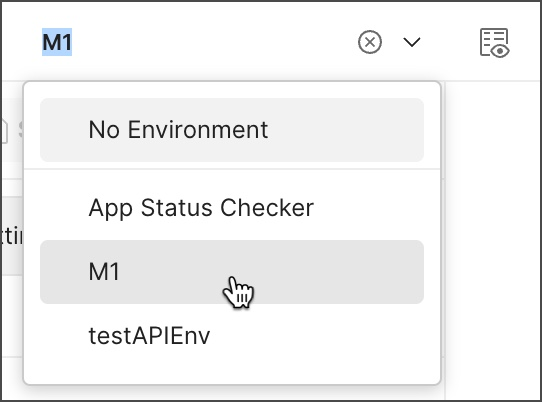 M1
No Environment
App Status Checker
M1
testAPIEnv